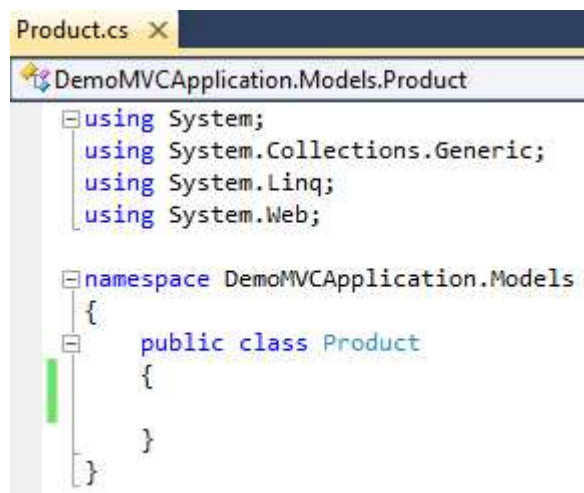 Product.cs
DemoMVCApplication.Models.Product
using System;
using System.Collections.Generic;
using System.Linq;
using System.Web;
namespace DemoMVCApplication.Models
{
    public class Product
    {
    }
}